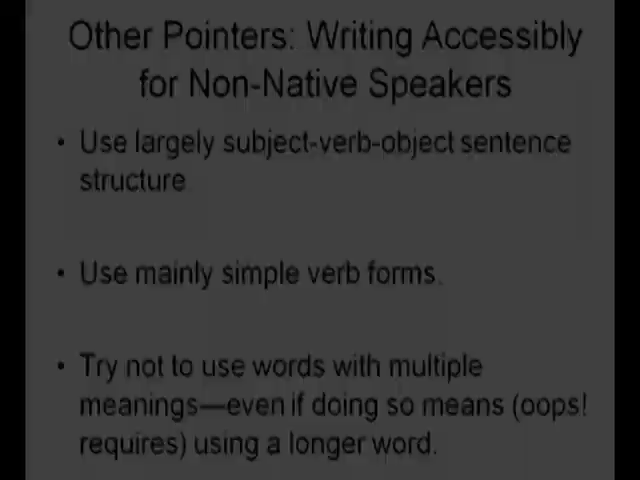 Other Pointers: Writing Accessibly
for Non-Native Speakers
• Use largely subject-verb-object sentence
structure
• Use mainly simple verb forms.
• Try not to use words with multiple
meanings—even if doing so means (oops!
requires) using a longer word.